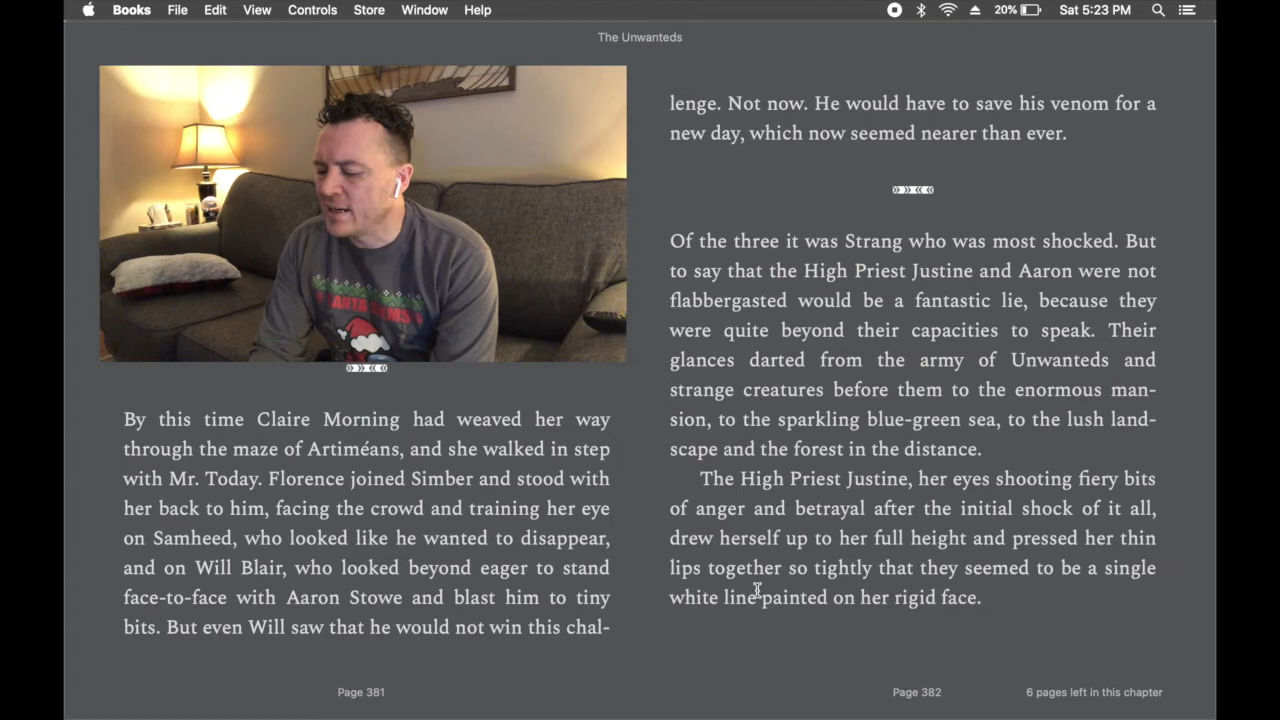 Books File Edit View Controls Store Window Help 20% Sat 5:23 PM
The Unwanteds
By this time Claire Morning had weaved her way
through the maze of Artiméans, and she walked in step
with Mr. Today. Florence joined Simber and stood with
her back to him, facing the crowd and training her eye
on Samheed, who looked like he wanted to disappear,
and on Will Blair, who looked beyond eager to stand
face-to-face with Aaron Stowe and blast him to tiny
bits. But even Will saw that he would not win this chal-
Page 381
lenge. Not now. He would have to save his venom for a
new day, which now seemed nearer than ever.
Of the three it was Strang who was most shocked. But
to say that the High Priest Justine and Aaron were not
flabbergasted would be a fantastic lie, because they
were quite beyond their capacities to speak. Their
glances darted from the army of Unwanteds and
strange creatures before them to the enormous man-
sion, to the sparkling blue-green sea, to the lush land-
scape and the forest in the distance.
The High Priest Justine, her eyes shooting fiery bits
of anger and betrayal after the initial shock of it all,
drew herself up to her full height and pressed her thin
lips together so tightly that they seemed to be a single
white line painted on her rigid face.
Page 382
6 pages left in this chapter